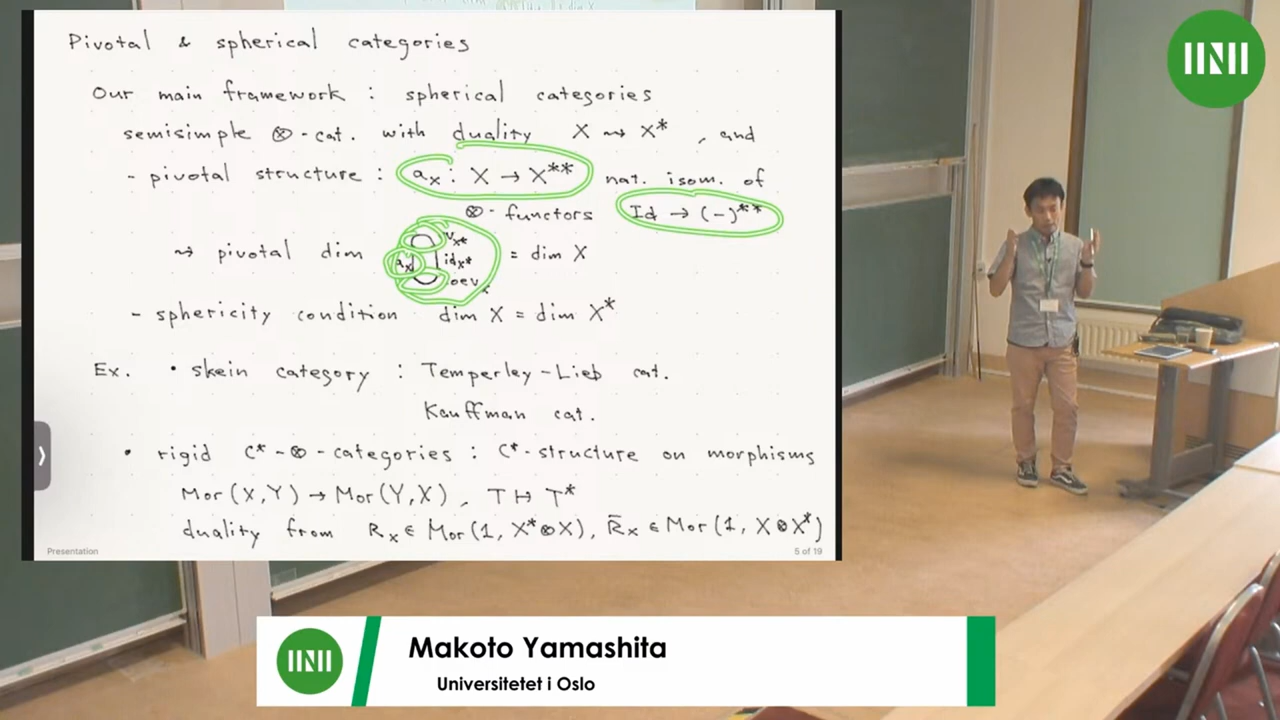 Pivotal & spherical categories
Our main framework : spherical categories
semisimple ⊗-cat. with duality X ⇝ X* , and
- pivotal structure : a_X : X → X** nat. isom. of
⊗-functors Id → (-)**
⇝ pivotal dim a_X id_X* = dim X
- sphericity condition dim X = dim X*
Ex. • skein category : Temperley-Lieb cat.
Kauffman cat.
• rigid C*-⊗-categories : C*-structure on morphisms
Mor(X,Y) → Mor(Y,X), T ↦ T*
duality from R_X ∈ Mor(1, X*⊗X), R̄_X ∈ Mor(1, X⊗X*)
Presentation
5 of 19
Makoto Yamashita
Universitetet i Oslo